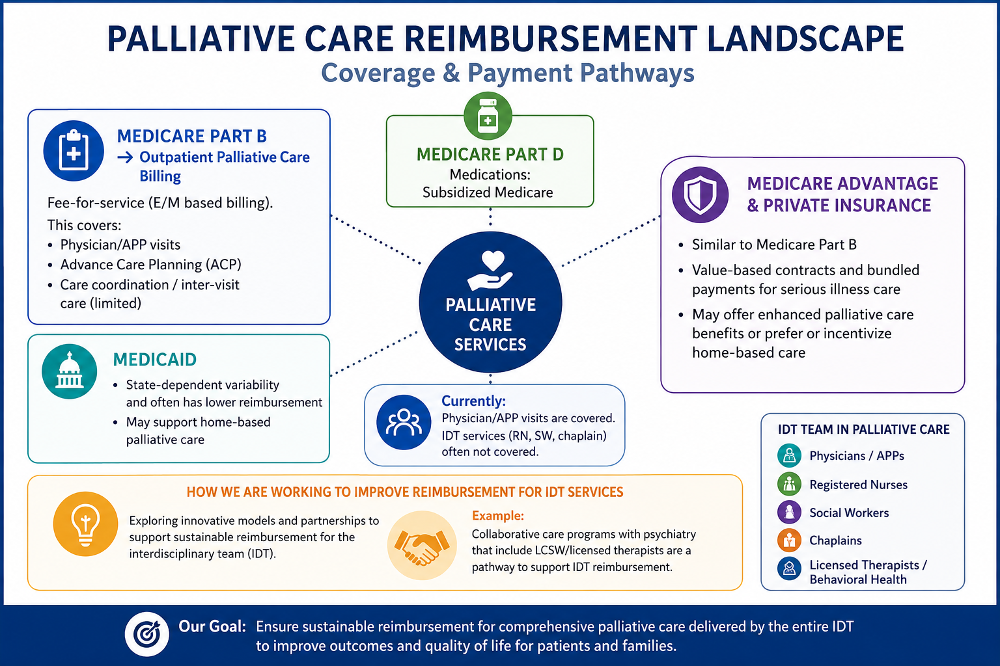 PALLIATIVE CARE REIMBURSEMENT LANDSCAPE
Coverage & Payment Pathways
MEDICARE PART B
→ Outpatient Palliative Care
Billing
Fee-for-service (E/M based billing).
This covers:
• Physician/APP visits
• Advance Care Planning (ACP)
• Care coordination / inter-visit
care (limited)
MEDICARE PART D
Medications:
Subsidized Medicare
MEDICARE ADVANTAGE
& PRIVATE INSURANCE
• Similar to Medicare Part B
• Value-based contracts and bundled
payments for serious illness care
• May offer enhanced palliative care
benefits or prefer or incentivize
home-based care
PALLIATIVE
CARE
SERVICES
MEDICAID
• State-dependent variability
and often has lower reimbursement
• May support home-based
palliative care
Currently:
Physician/APP visits are covered.
IDT services (RN, SW, chaplain)
often not covered.
IDT TEAM IN PALLIATIVE CARE
Physicians / APPs
Registered Nurses
Social Workers
Chaplains
Licensed Therapists /
Behavioral Health
HOW WE ARE WORKING TO IMPROVE REIMBURSEMENT FOR IDT SERVICES
Exploring innovative models and partnerships to
support sustainable reimbursement for the
interdisciplinary team (IDT).
Example:
Collaborative care programs with psychiatry
that include LCSW/licensed therapists are a
pathway to support IDT reimbursement.
Our Goal: Ensure sustainable reimbursement for comprehensive palliative care delivered by the entire IDT
to improve outcomes and quality of life for patients and families.